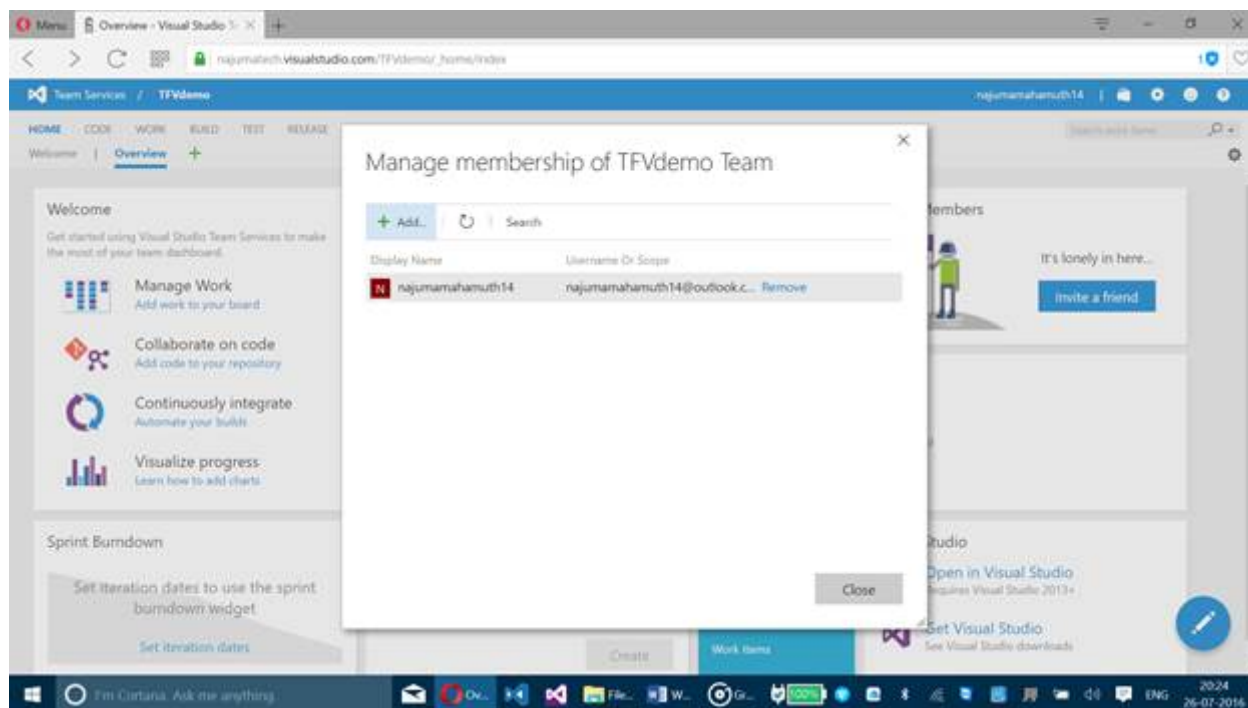 Menu
Overview - Visual Studio
najumatech.visualstudio.com/TFVdemo/_home/index
Team Services / TFVdemo
najumamahamuth14
HOME CODE WORK BUILD TEST RELEASE
Welcome | Overview +
Manage membership of TFVdemo Team
+ Add...
Search
Display Name
Username Or Scope
N najumamahamuth14
najumamahamuth14@outlook.c... Remove
Close
Welcome
Get started using Visual Studio Team Services to make
the most of your team dashboard.
Manage Work
Add work to your board
Collaborate on code
Add code to your repository
Continuously integrate
Automate your builds
Visualize progress
Learn how to add charts
Sprint Burndown
Set iteration dates to use the sprint
burndown widget
Set iteration dates
Create
Work items
embers
It's lonely in here...
Invite a friend
tudio
Open in Visual Studio
Requires Visual Studio 2013+
Get Visual Studio
See Visual Studio downloads
I'm Cortana. Ask me anything.
Ov...
File...
W...
Gr...
100%
ENG
20:24
26-07-2016